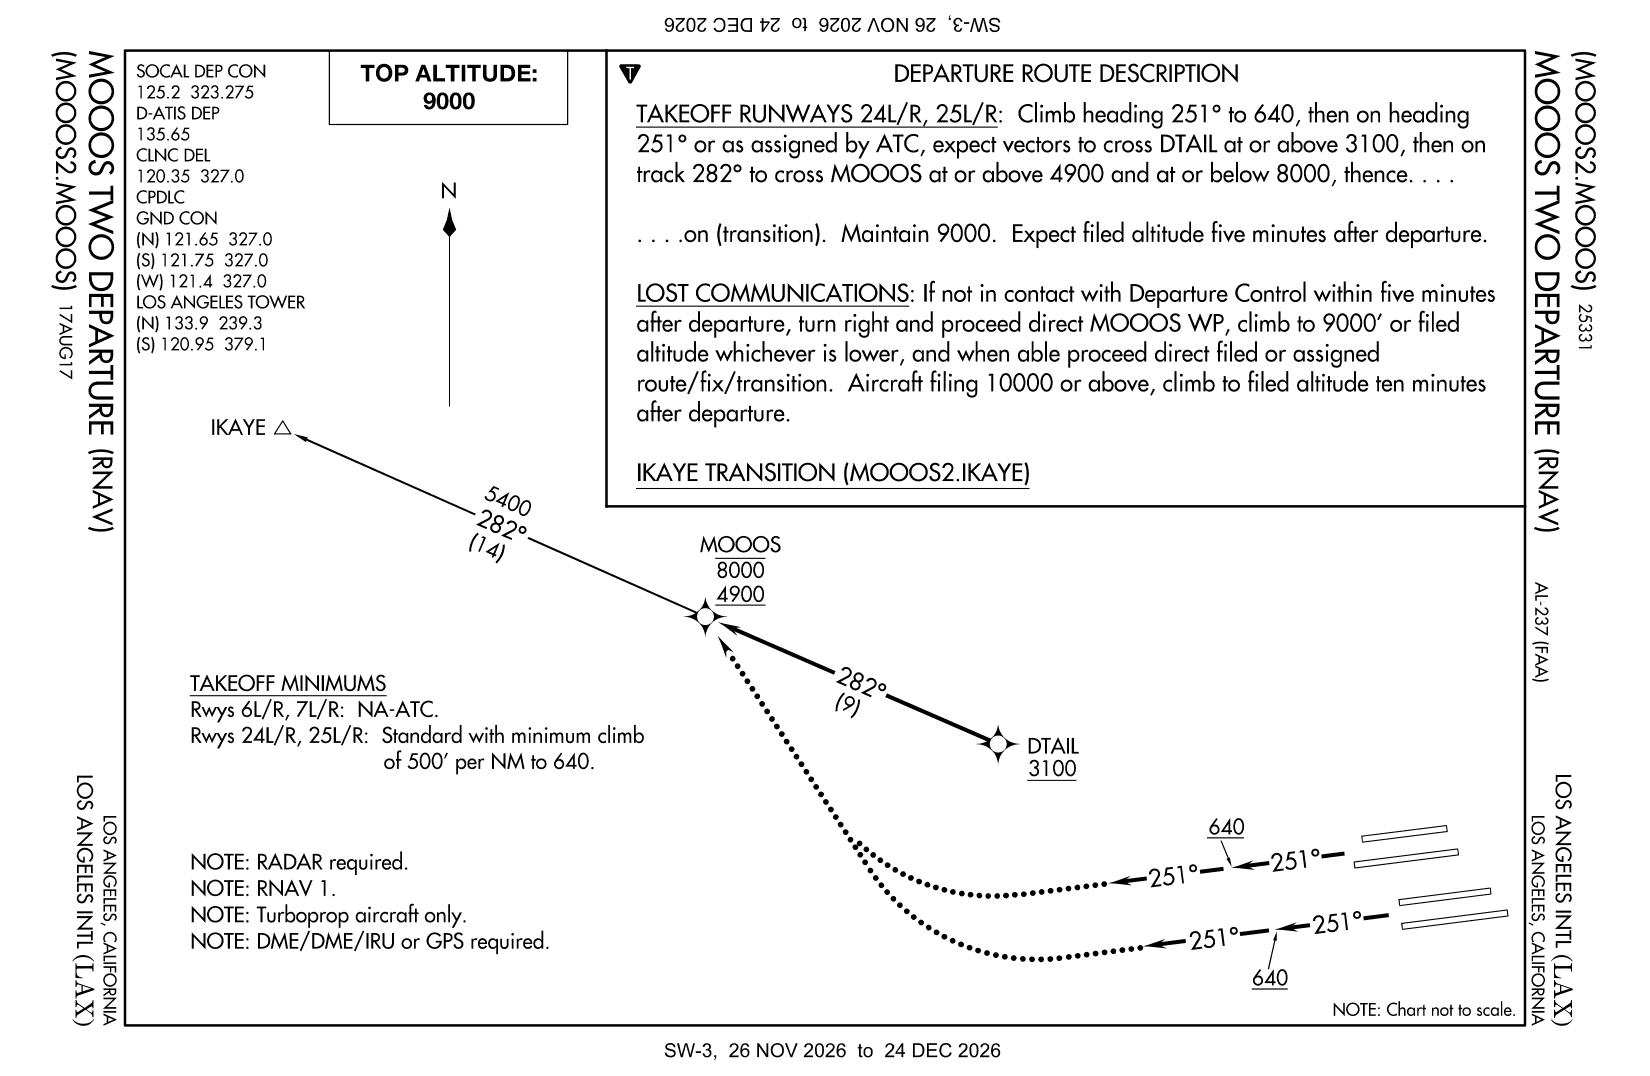 SW-3, 26 NOV 2026 to 24 DEC 2026
(MOOOS2.MOOOS) 17AUG17
MOOOS TWO DEPARTURE (RNAV)
LOS ANGELES INTL (LAX)
LOS ANGELES, CALIFORNIA
SOCAL DEP CON
125.2 323.275
D-ATIS DEP
135.65
CLNC DEL
120.35 327.0
CPDLC
GND CON
(N) 121.65 327.0
(S) 121.75 327.0
(W) 121.4 327.0
LOS ANGELES TOWER
(N) 133.9 239.3
(S) 120.95 379.1
TOP ALTITUDE:
9000
N
T
DEPARTURE ROUTE DESCRIPTION
TAKEOFF RUNWAYS 24L/R, 25L/R: Climb heading 251° to 640, then on heading
251° or as assigned by ATC, expect vectors to cross DTAIL at or above 3100, then on
track 282° to cross MOOOS at or above 4900 and at or below 8000, thence. . . .
. . . .on (transition). Maintain 9000. Expect filed altitude five minutes after departure.
LOST COMMUNICATIONS: If not in contact with Departure Control within five minutes
after departure, turn right and proceed direct MOOOS WP, climb to 9000′ or filed
altitude whichever is lower, and when able proceed direct filed or assigned
route/fix/transition. Aircraft filing 10000 or above, climb to filed altitude ten minutes
after departure.
IKAYE TRANSITION (MOOOS2.IKAYE)
IKAYE
5400
282°
(14)
MOOOS
8000
4900
282°
(9)
DTAIL
3100
640
251°
251°
251°
251°
640
TAKEOFF MINIMUMS
Rwys 6L/R, 7L/R: NA-ATC.
Rwys 24L/R, 25L/R: Standard with minimum climb
of 500′ per NM to 640.
NOTE: RADAR required.
NOTE: RNAV 1.
NOTE: Turboprop aircraft only.
NOTE: DME/DME/IRU or GPS required.
NOTE: Chart not to scale.
(MOOOS2.MOOOS) 25331
MOOOS TWO DEPARTURE (RNAV)
AL-237 (FAA)
LOS ANGELES INTL (LAX)
LOS ANGELES, CALIFORNIA
SW-3, 26 NOV 2026 to 24 DEC 2026